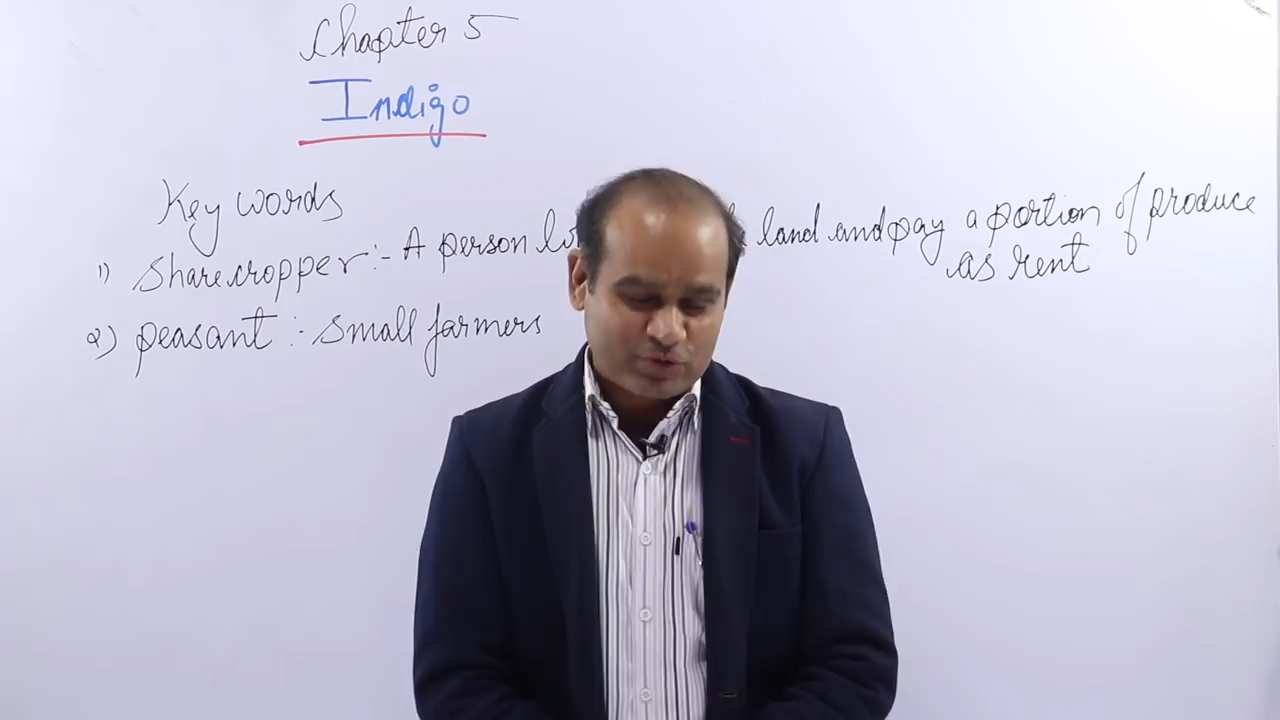 Chapter 5
Indigo
Key words
1) Sharecropper :- A person land and pay a portion of produce
as rent
2) peasant :- Small farmers